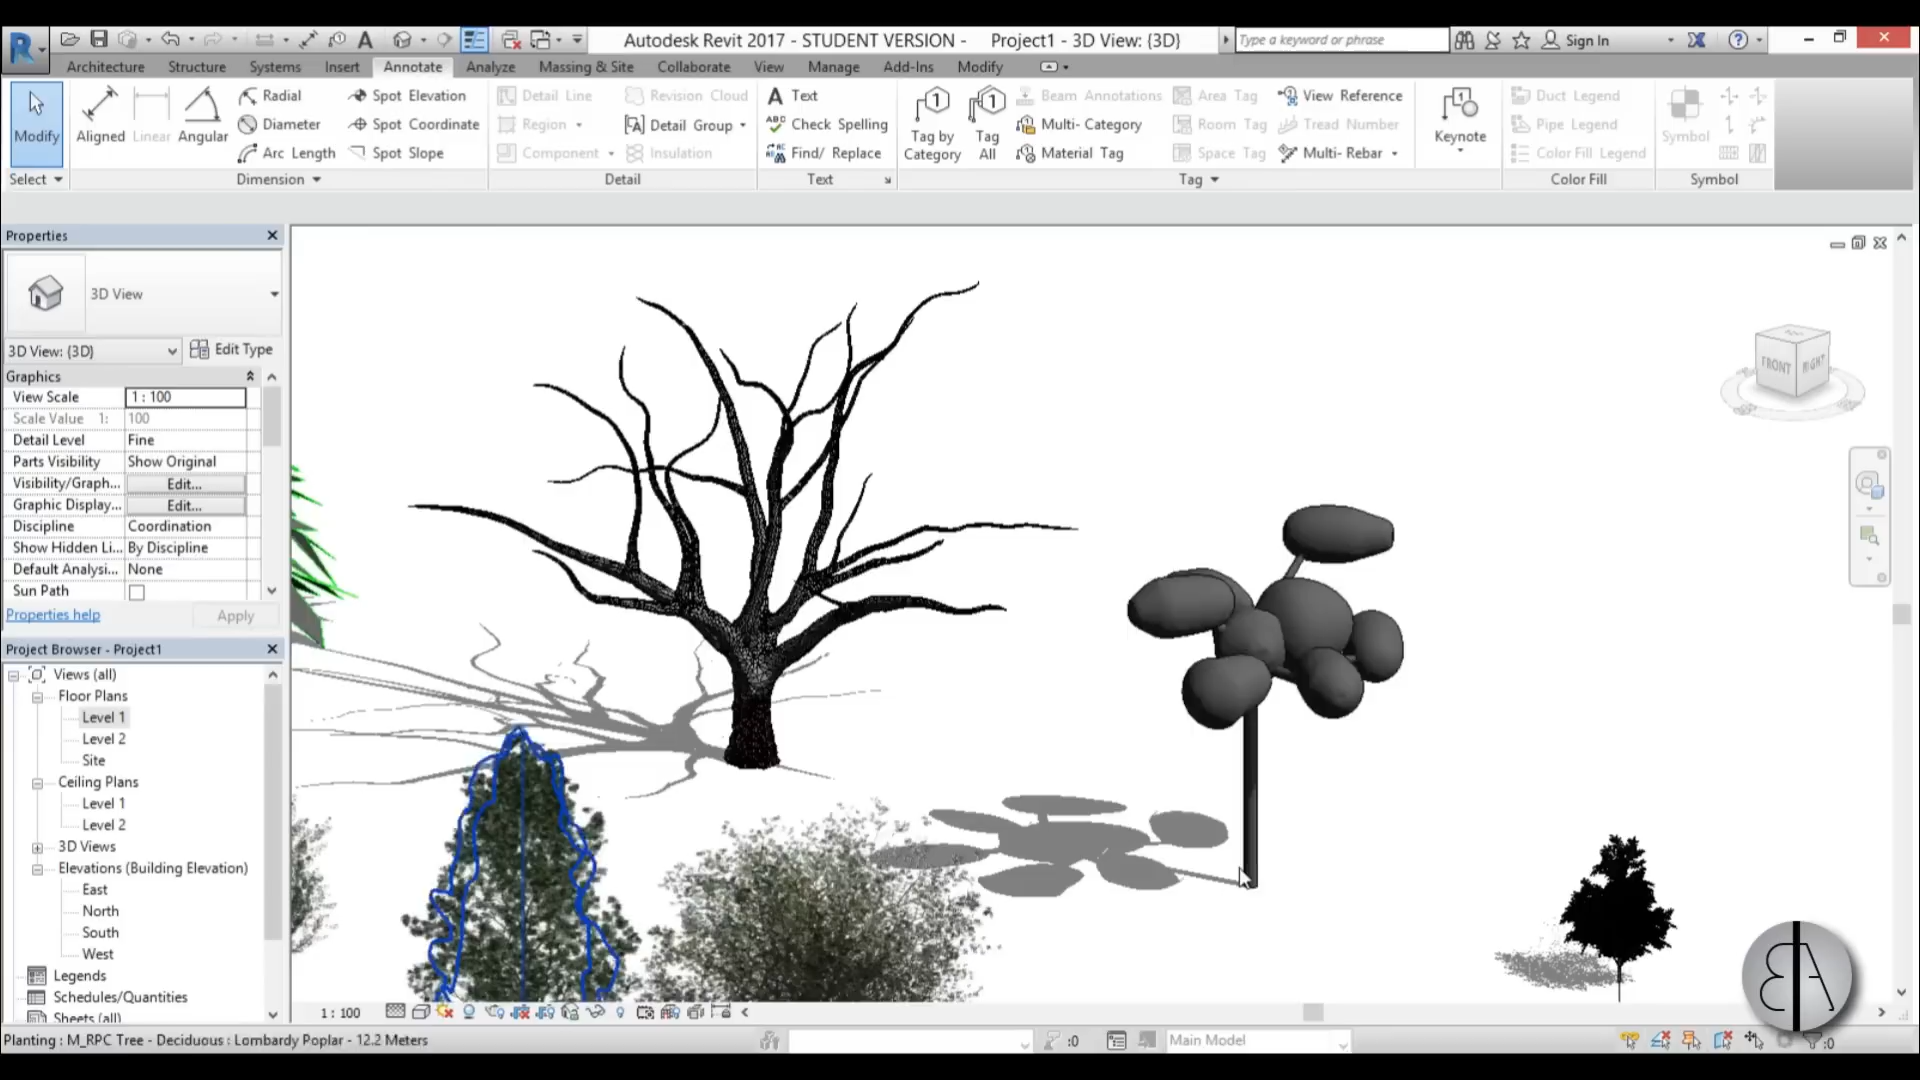 Autodesk Revit 2017 - STUDENT VERSION - Project1 - 3D View: {3D}
Type a keyword or phrase
Sign In
Architecture Structure Systems Insert Annotate Analyze Massing & Site Collaborate View Manage Add-Ins Modify
Modify
Aligned Linear Angular
Radial
Diameter
Arc Length
Spot Elevation
Spot Coordinate
Spot Slope
Detail Line
Region
Component
Revision Cloud
Detail Group
Insulation
Text
Check Spelling
Find/ Replace
Tag by
Category
Tag
All
Beam Annotations
Multi- Category
Material Tag
Area Tag
Room Tag
Space Tag
View Reference
Tread Number
Multi- Rebar
Keynote
Duct Legend
Pipe Legend
Color Fill Legend
Symbol
Select Dimension Detail Text Tag Color Fill Symbol
Properties
3D View
3D View: {3D} Edit Type
Graphics
View Scale 1 : 100
Scale Value 1: 100
Detail Level Fine
Parts Visibility Show Original
Visibility/Graph... Edit...
Graphic Display... Edit...
Discipline Coordination
Show Hidden Li... By Discipline
Default Analysi... None
Sun Path
Properties help Apply
Project Browser - Project1
Views (all)
Floor Plans
Level 1
Level 2
Site
Ceiling Plans
Level 1
Level 2
3D Views
Elevations (Building Elevation)
East
North
South
West
Legends
Schedules/Quantities
Sheets (all)
FRONT RIGHT
1 : 100
Planting : M_RPC Tree - Deciduous : Lombardy Poplar - 12.2 Meters
:0
Main Model
:0